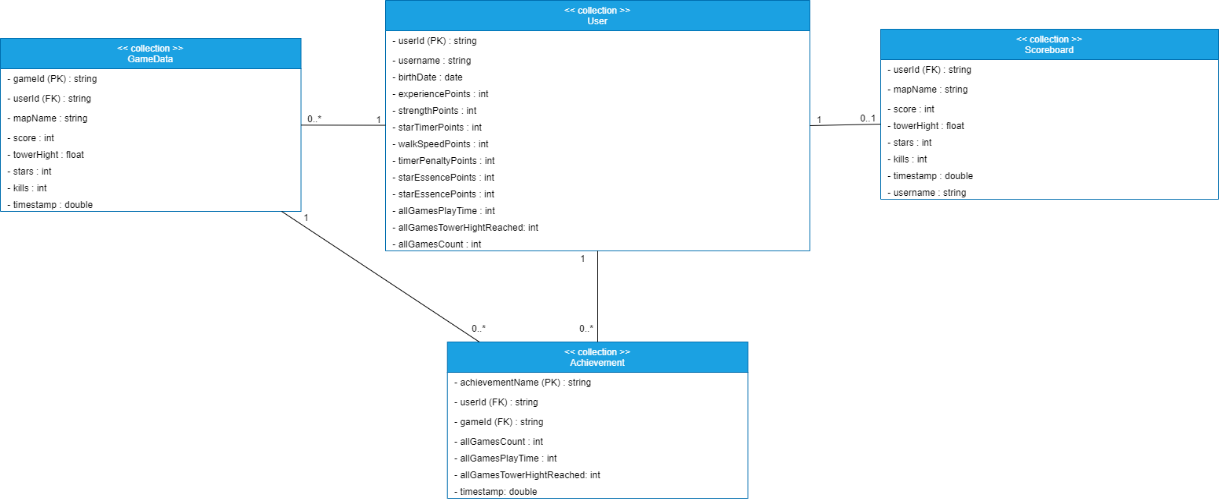 << collection >>
GameData
- gameId (PK) : string
- userId (FK) : string
- mapName : string
- score : int
- towerHight : float
- stars : int
- kills : int
- timestamp : double
0..*
1
<< collection >>
User
- userId (PK) : string
- username : string
- birthDate : date
- experiencePoints : int
- strengthPoints : int
- starTimerPoints : int
- walkSpeedPoints : int
- timerPenaltyPoints : int
- starEssencePoints : int
- starEssencePoints : int
- allGamesPlayTime : int
- allGamesTowerHightReached: int
- allGamesCount : int
1
0..1
<< collection >>
Scoreboard
- userId (FK) : string
- mapName : string
- score : int
- towerHight : float
- stars : int
- kills : int
- timestamp : double
- username : string
1
0..*
1
0..*
<< collection >>
Achievement
- achievementName (PK) : string
- userId (FK) : string
- gameId (FK) : string
- allGamesCount : int
- allGamesPlayTime : int
- allGamesTowerHightReached: int
- timestamp: double